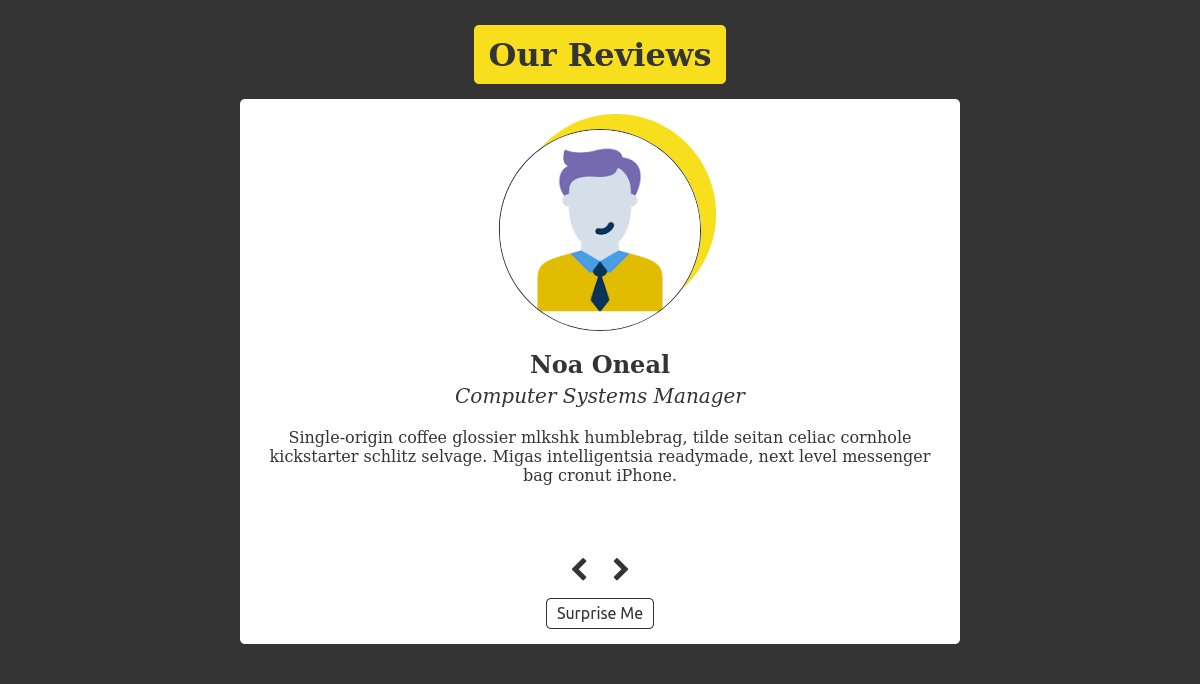 Our Reviews
Noa Oneal
Computer Systems Manager
Single-origin coffee glossier mlkshk humblebrag, tilde seitan celiac cornhole
kickstarter schlitz selvage. Migas intelligentsia readymade, next level messenger
bag cronut iPhone.
Surprise Me